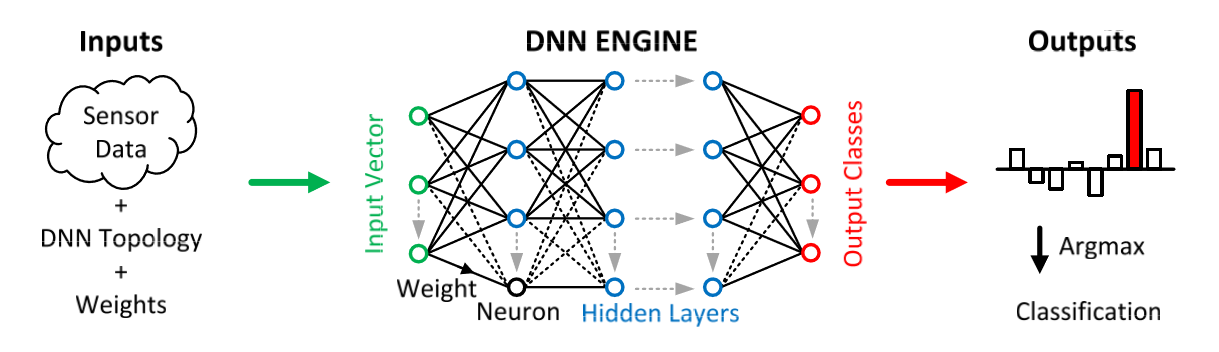 Inputs
Sensor
Data
+
DNN Topology
+
Weights
DNN ENGINE
Input Vector
Weight
Neuron
Hidden Layers
Output Classes
Outputs
Argmax
Classification